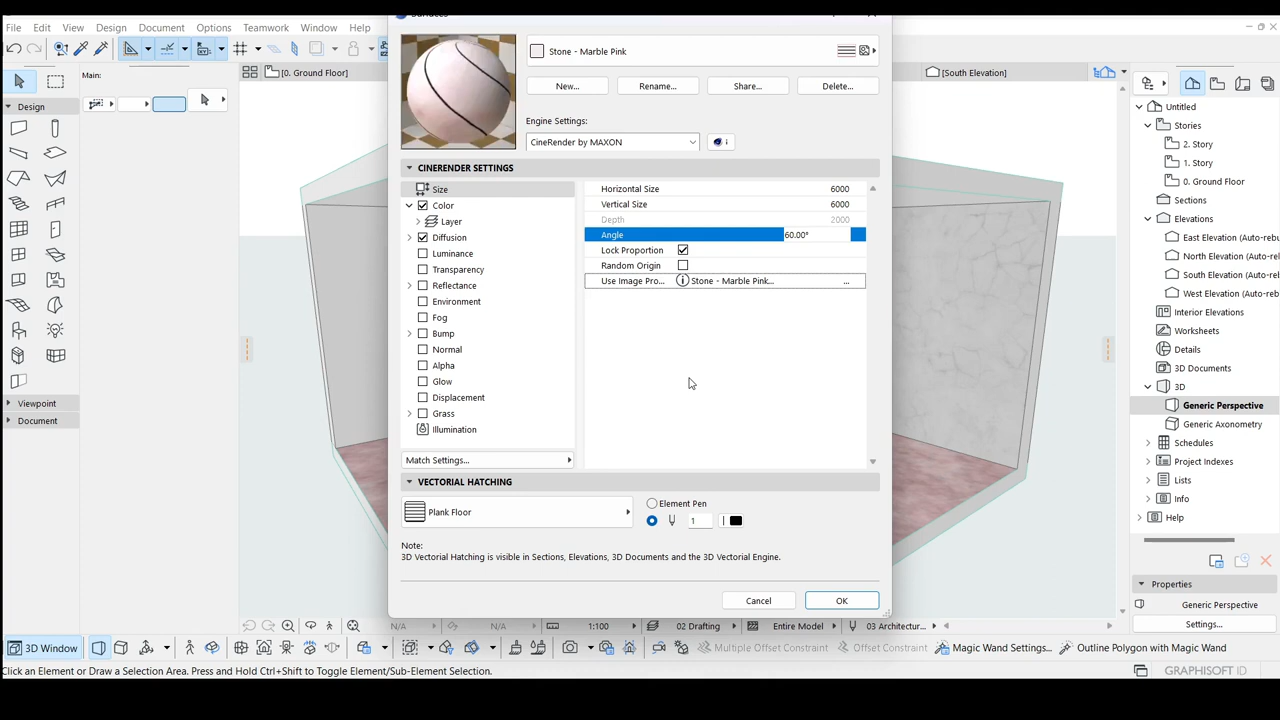 Surfaces
File Edit View Design Document Options Teamwork Window Help
Main:
[0. Ground Floor]
[South Elevation]
Design
Viewpoint
Document
Stone - Marble Pink
New... Rename... Share... Delete...
Engine Settings:
CineRender by MAXON
CINERENDER SETTINGS
Size
Color
Layer
Diffusion
Luminance
Transparency
Reflectance
Environment
Fog
Bump
Normal
Alpha
Glow
Displacement
Grass
Illumination
Match Settings...
Horizontal Size 6000
Vertical Size 6000
Depth 2000
Angle 60.00°
Lock Proportion
Random Origin
Use Image Pro... Stone - Marble Pink... ...
VECTORIAL HATCHING
Plank Floor
Element Pen
1
Note:
3D Vectorial Hatching is visible in Sections, Elevations, 3D Documents and the 3D Vectorial Engine.
Cancel OK
Untitled
Stories
2. Story
1. Story
0. Ground Floor
Sections
Elevations
East Elevation (Auto-rebu
North Elevation (Auto-reb
South Elevation (Auto-reb
West Elevation (Auto-reb
Interior Elevations
Worksheets
Details
3D Documents
3D
Generic Perspective
Generic Axonometry
Schedules
Project Indexes
Lists
Info
Help
Properties
Generic Perspective
Settings...
N/A N/A 1:100 02 Drafting Entire Model 03 Architectur...
3D Window Multiple Offset Constraint Offset Constraint Magic Wand Settings... Outline Polygon with Magic Wand
Click an Element or Draw a Selection Area. Press and Hold Ctrl+Shift to Toggle Element/Sub-Element Selection.
GRAPHISOFT ID